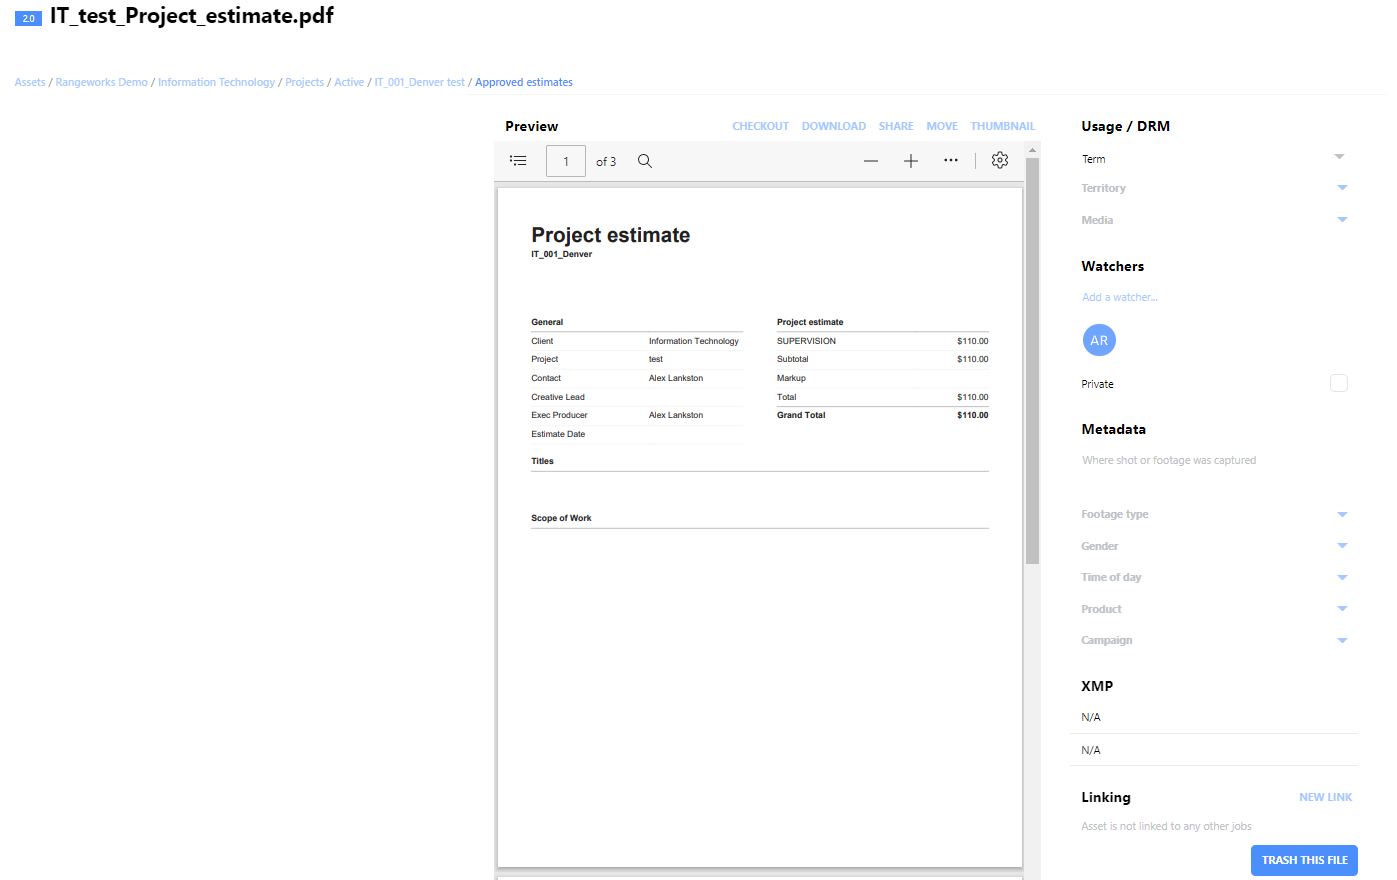 2.0 IT_test_Project_estimate.pdf
Assets / Rangeworks Demo / Information Technology / Projects / Active / IT_001_Denver test / Approved estimates
Preview
CHECKOUT DOWNLOAD SHARE MOVE THUMBNAIL
1 of 3
Project estimate
IT_001_Denver
General
Client Information Technology
Project test
Contact Alex Lankston
Creative Lead
Exec Producer Alex Lankston
Estimate Date
Project estimate
SUPERVISION $110.00
Subtotal $110.00
Markup
Total $110.00
Grand Total $110.00
Titles
Scope of Work
Usage / DRM
Term
Territory
Media
Watchers
Add a watcher...
AR
Private
Metadata
Where shot or footage was captured
Footage type
Gender
Time of day
Product
Campaign
XMP
N/A
N/A
Linking NEW LINK
Asset is not linked to any other jobs
TRASH THIS FILE